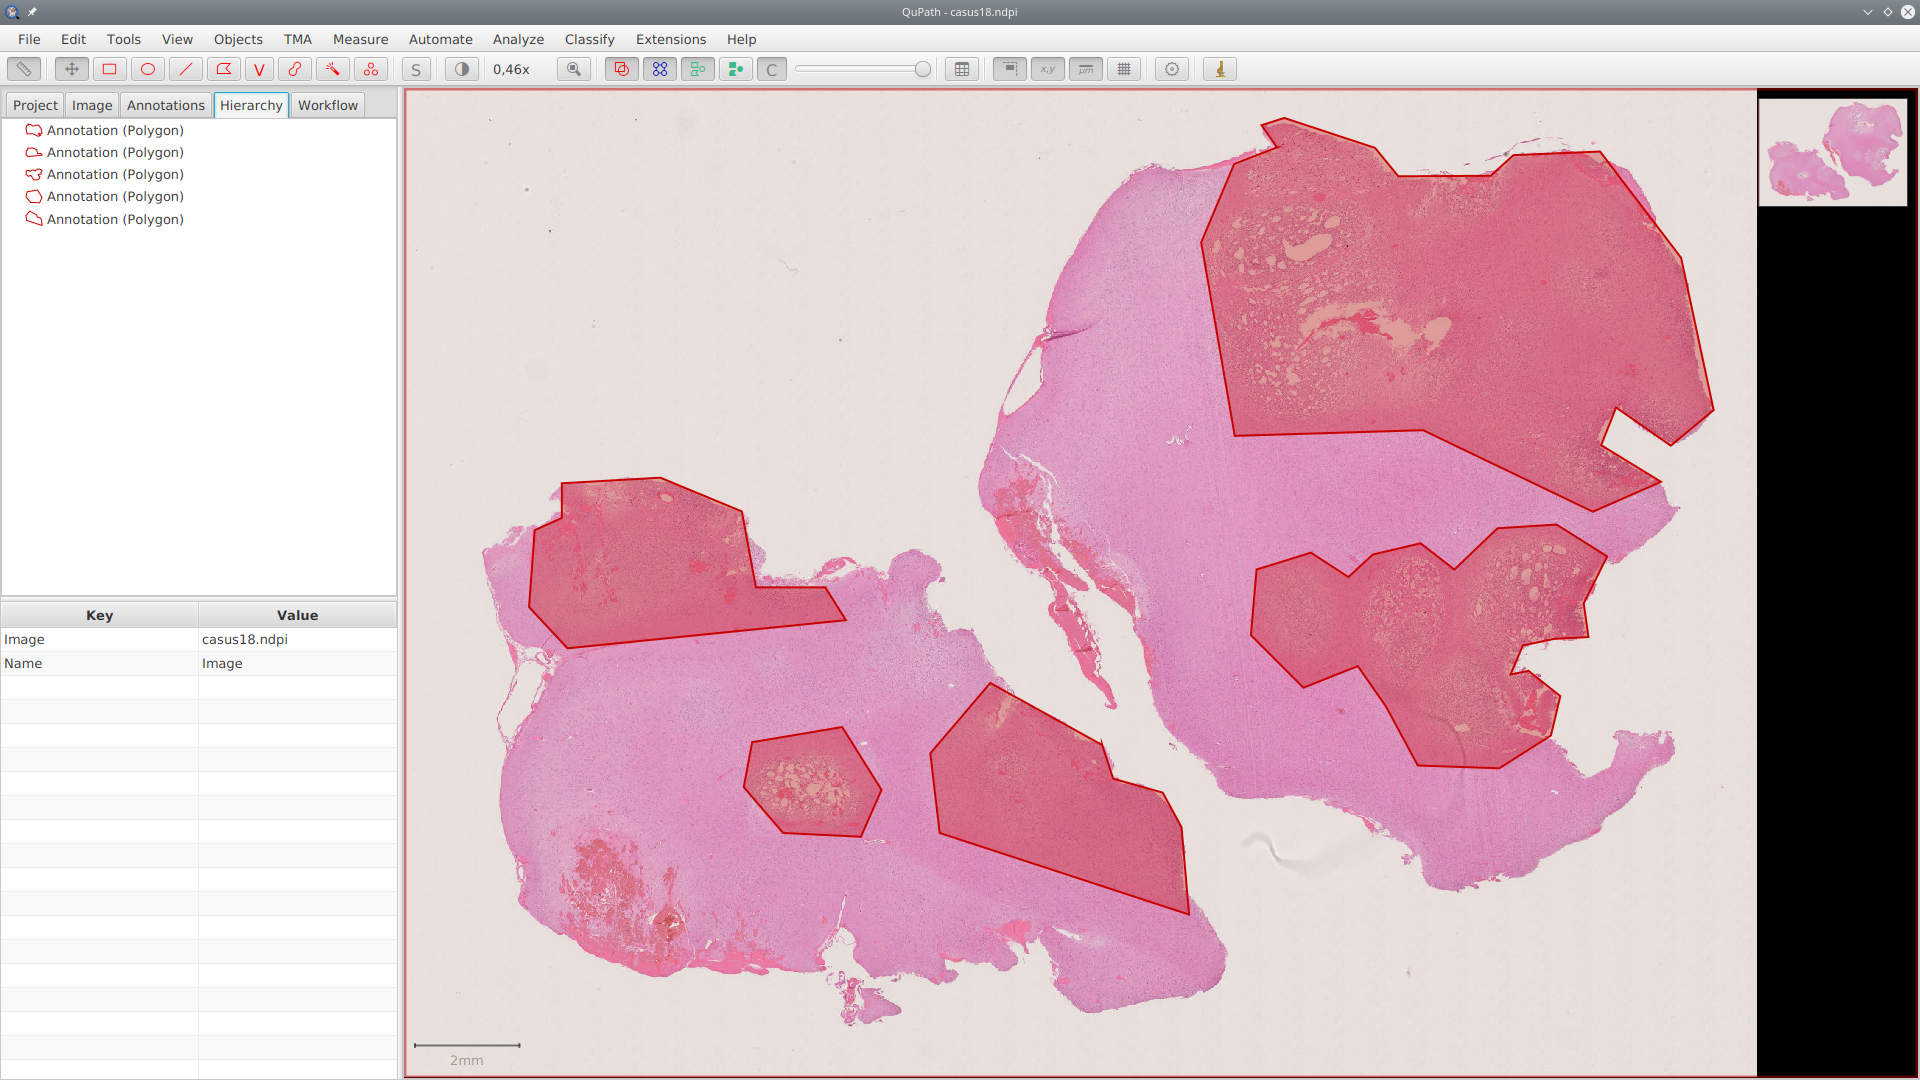 QuPath - casus18.ndpi
File Edit Tools View Objects TMA Measure Automate Analyze Classify Extensions Help
S 0,46x C x,y µm
Project Image Annotations Hierarchy Workflow
Annotation (Polygon)
Annotation (Polygon)
Annotation (Polygon)
Annotation (Polygon)
Annotation (Polygon)
Key Value
Image casus18.ndpi
Name Image
2mm